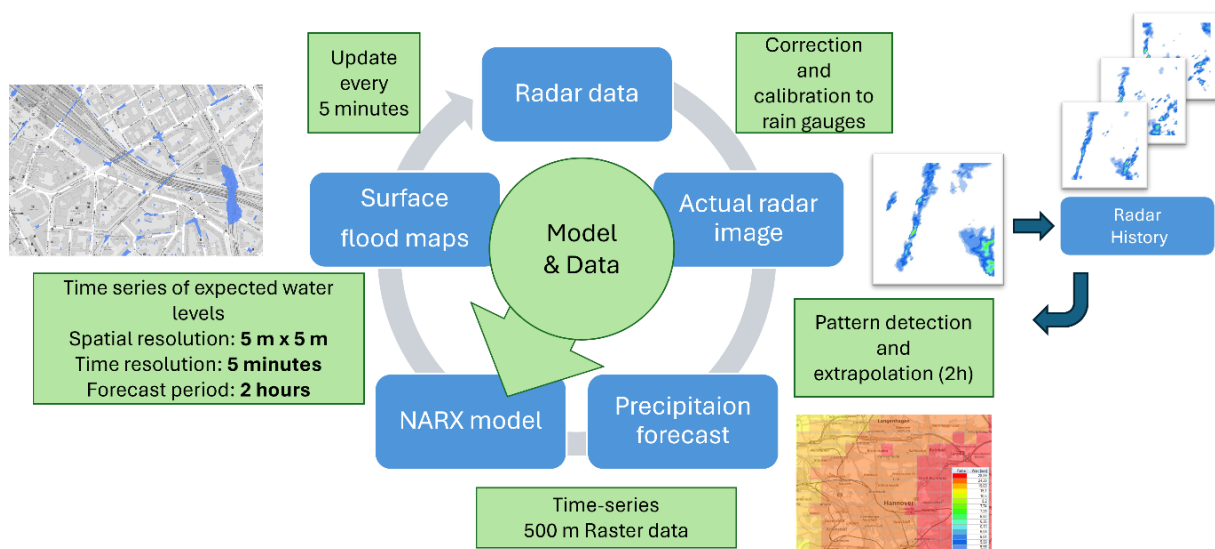 Update
every
5 minutes
Radar data
Correction
and
calibration to
rain gauges
Surface
flood maps
Model
& Data
Actual radar
image
Radar
History
Time series of expected water
levels
Spatial resolution: 5 m x 5 m
Time resolution: 5 minutes
Forecast period: 2 hours
Pattern detection
and
extrapolation (2h)
NARX model
Precipitaion
forecast
Time-series
500 m Raster data
Langenhagen
Hannover